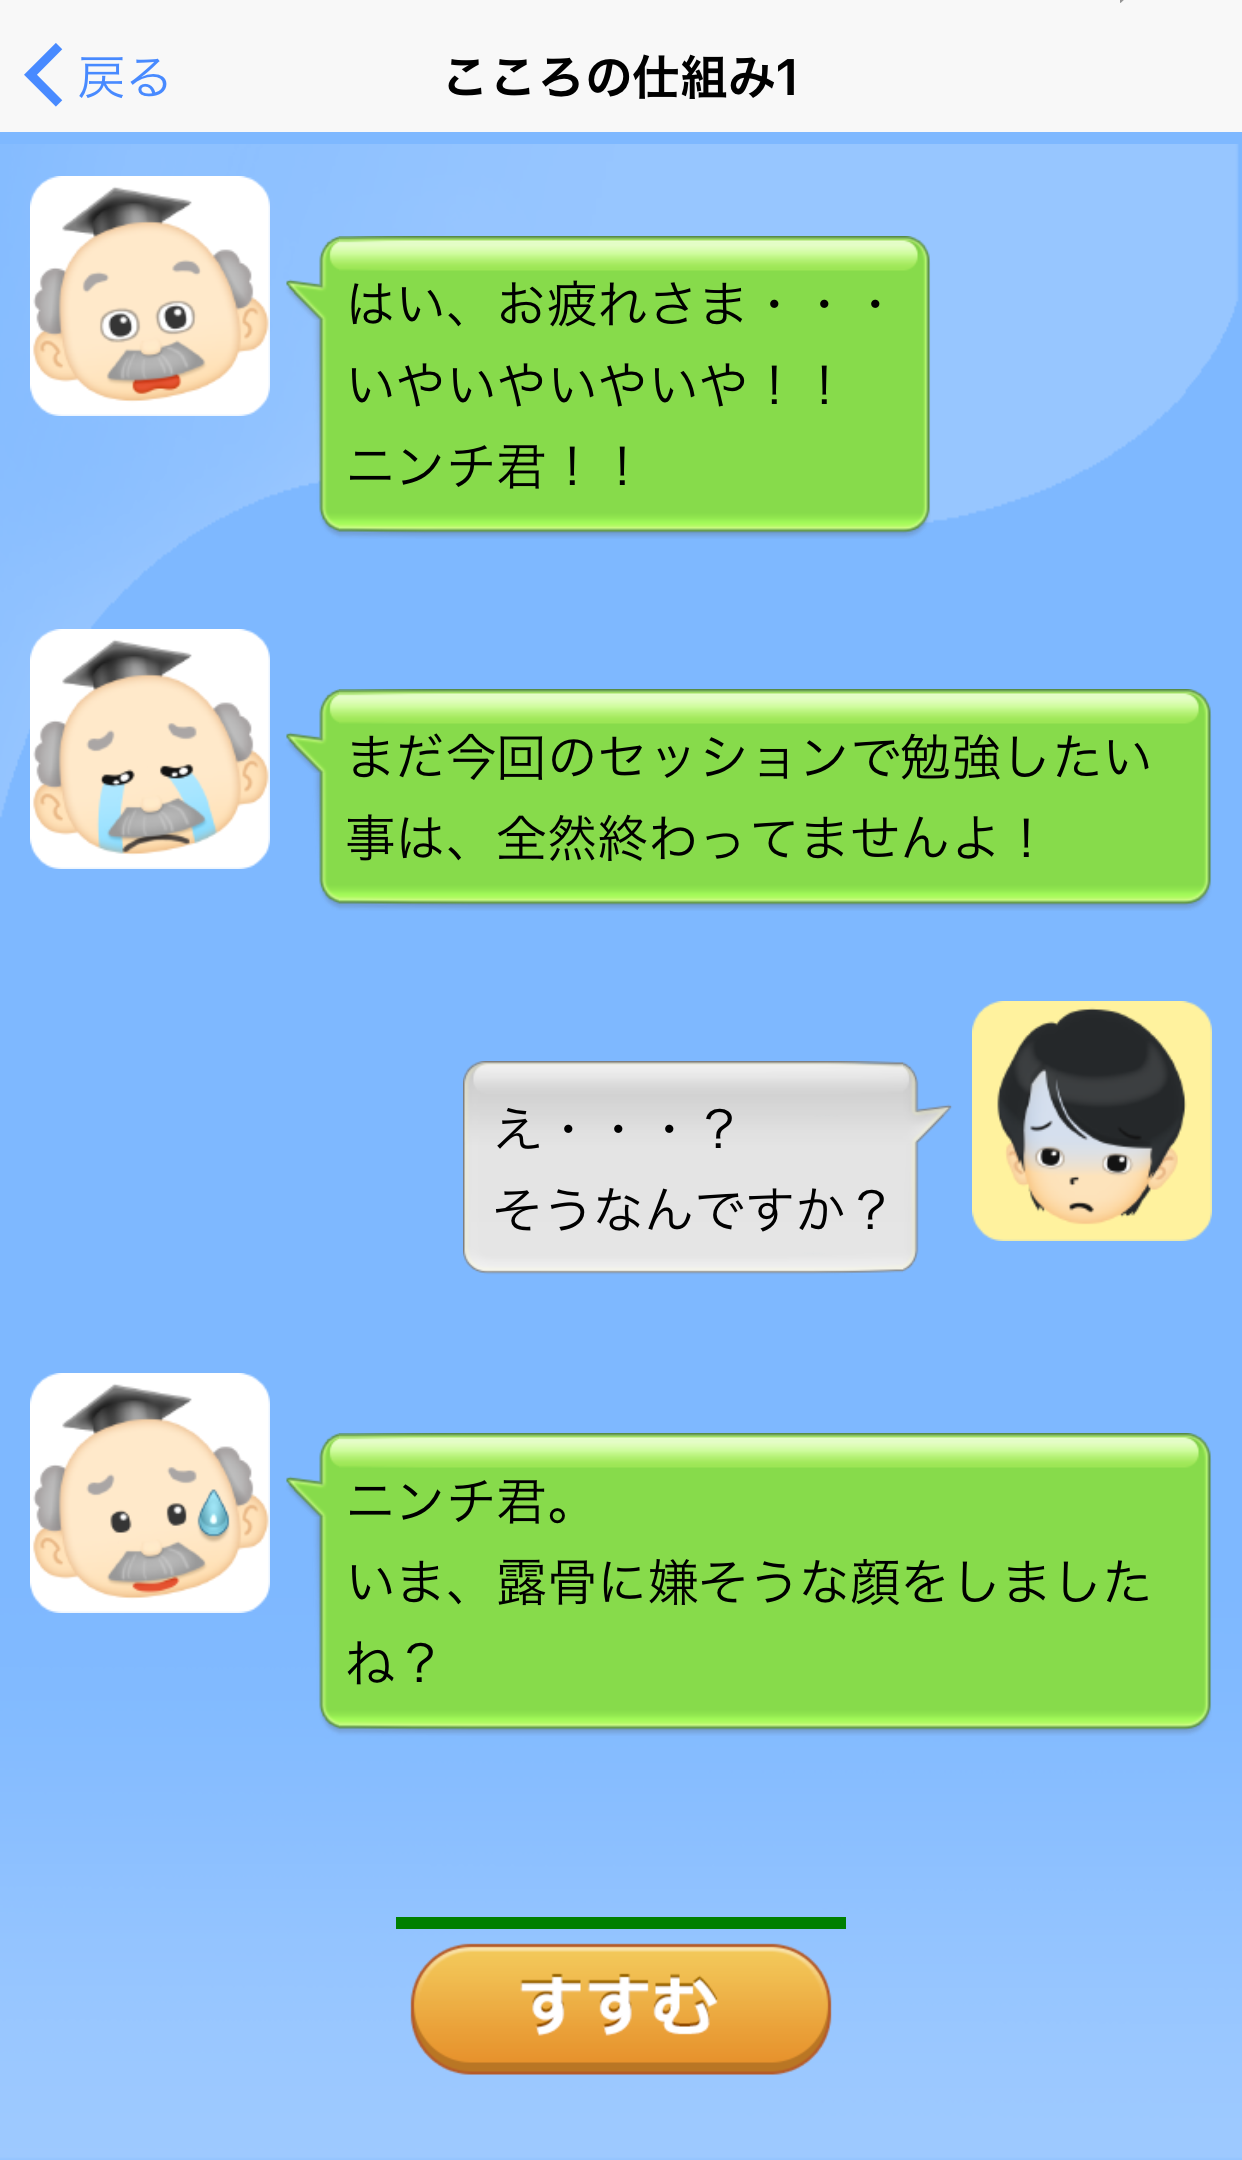 戻る
こころの仕組み1
はい、お疲れさま・・・
いやいやいやいや！！
ニンチ君！！
まだ今回のセッションで勉強したい
事は、全然終わってませんよ！
え・・・？
そうなんですか？
ニンチ君。
いま、露骨に嫌そうな顔をしました
ね？
すすむ